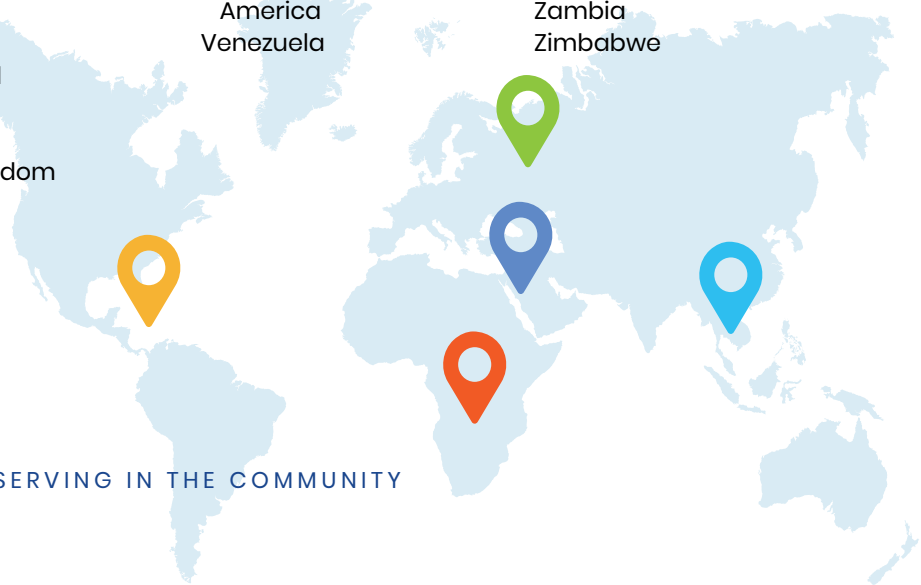 America
Venezuela
Zambia
Zimbabwe
dom
SERVING IN THE COMMUNITY